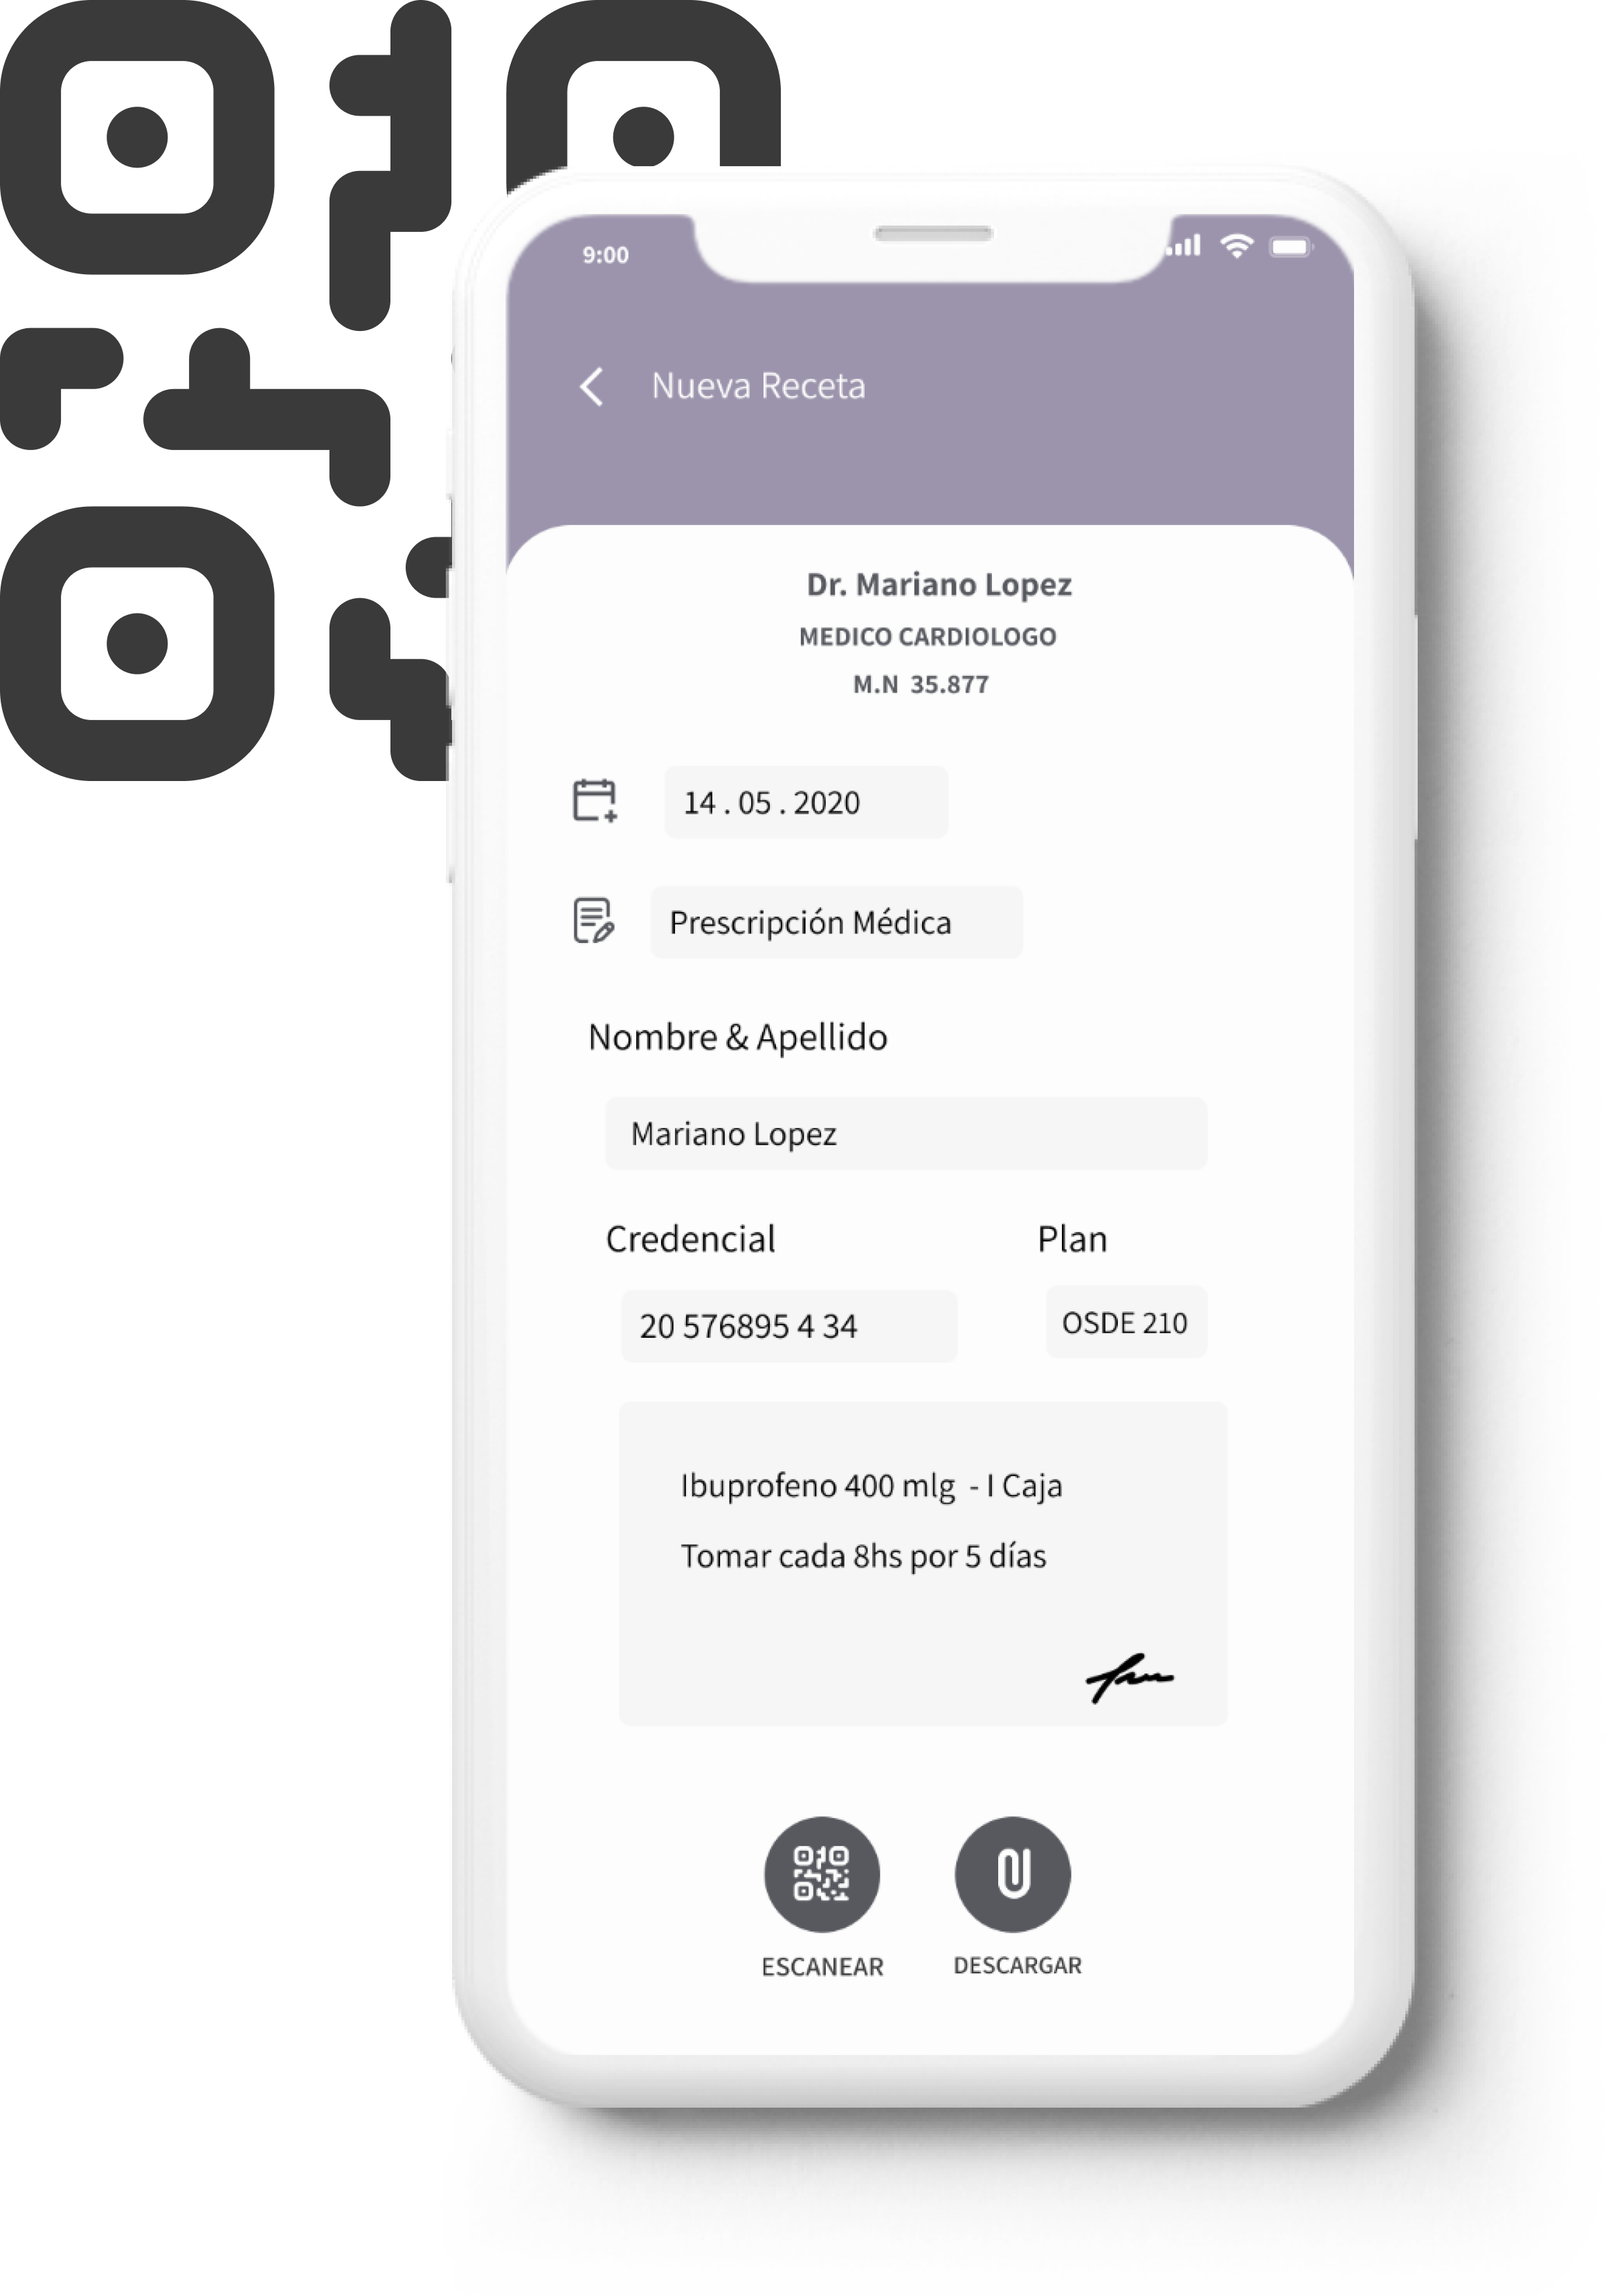 9:00
Nueva Receta
Dr. Mariano Lopez
MEDICO CARDIOLOGO
M.N 35.877
14 . 05 . 2020
Prescripción Médica
Nombre & Apellido
Mariano Lopez
Credencial Plan
20 576895 4 34 OSDE 210
Ibuprofeno 400 mlg - I Caja
Tomar cada 8hs por 5 días
ESCANEAR DESCARGAR